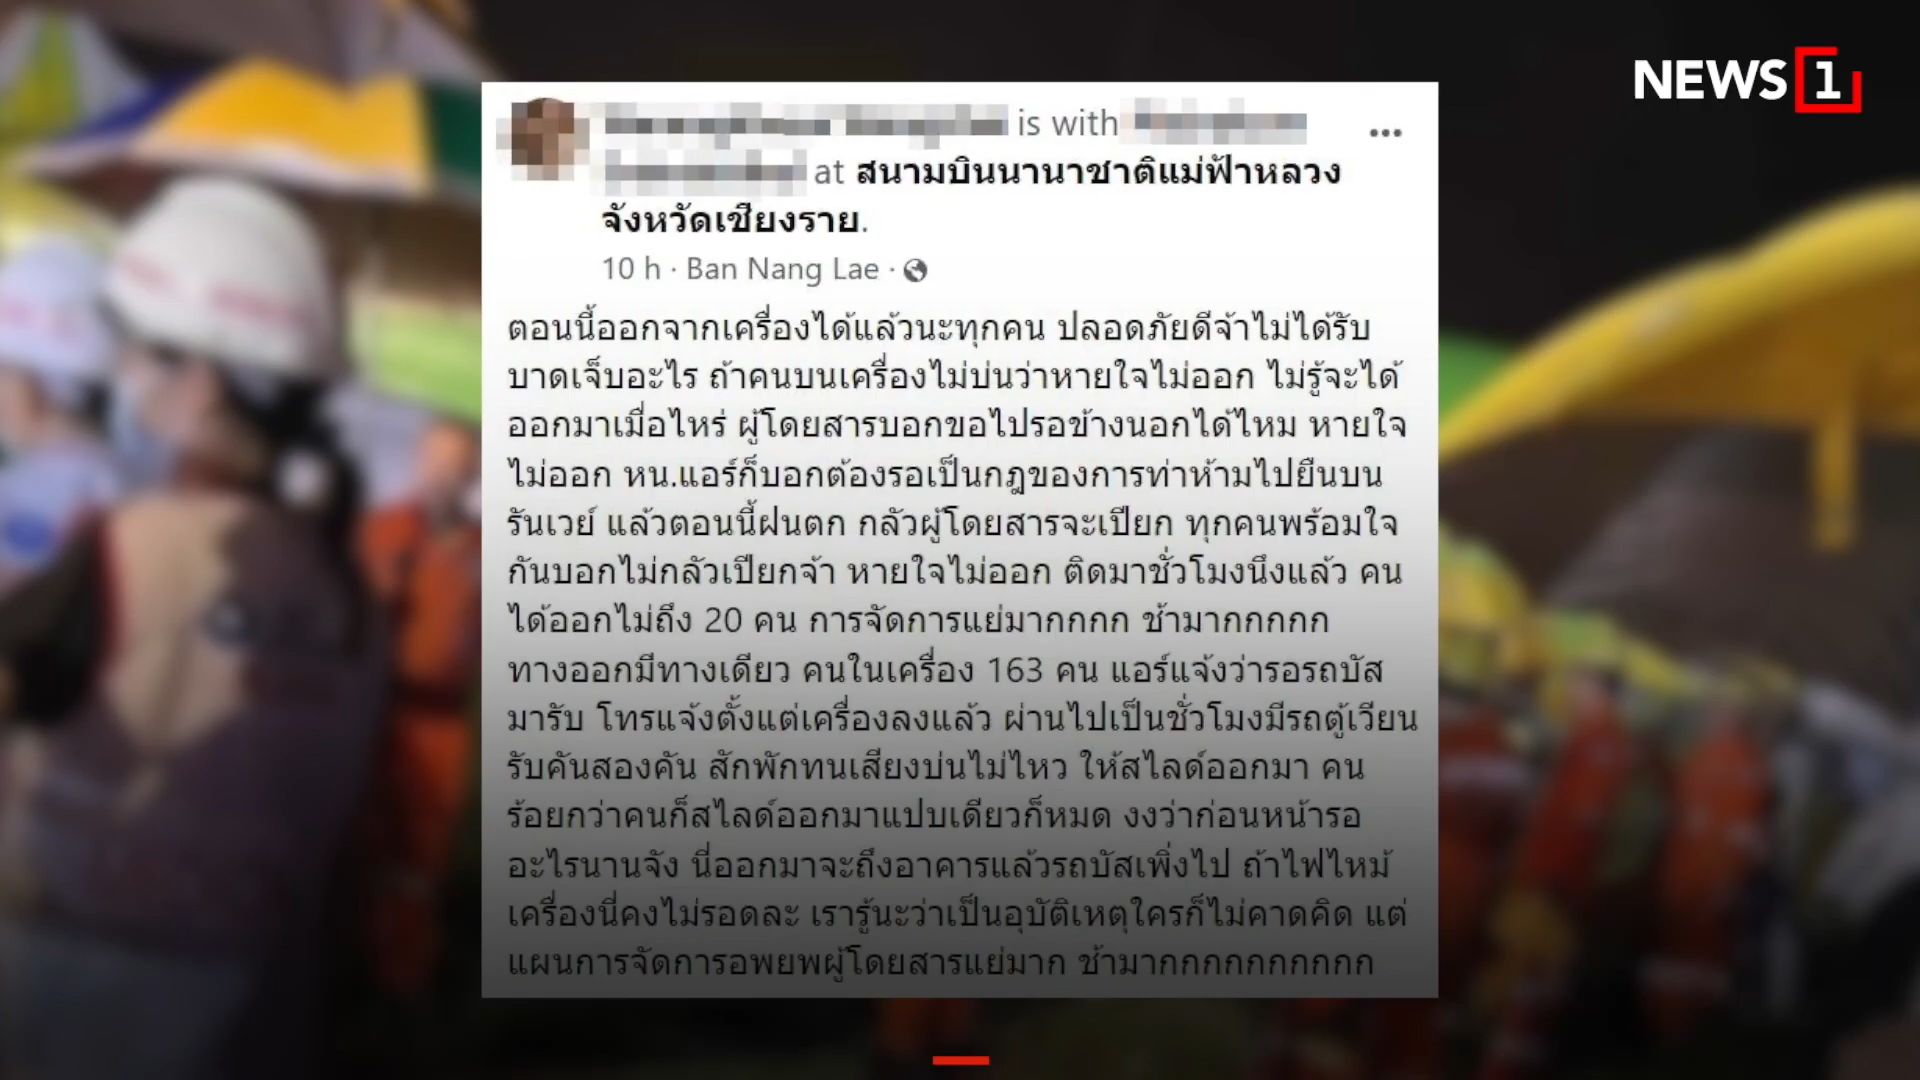 NEWS 1
is with
at สนามบินนานาชาติแม่ฟ้าหลวง
จังหวัดเชียงราย.
10 h · Ban Nang Lae ·
ตอนนี้ออกจากเครื่องได้แล้วนะทุกคน ปลอดภัยดีจ้าไม่ได้รับ
บาดเจ็บอะไร ถ้าคนบนเครื่องไม่บ่นว่าหายใจไม่ออก ไม่รู้จะได้
ออกมาเมื่อไหร่ ผู้โดยสารบอกขอไปรอข้างนอกได้ไหม หายใจ
ไม่ออก หน.แอร์ก็บอกต้องรอเป็นกฎของการท่าห้ามไปยืนบน
รันเวย์ แล้วตอนนี้ฝนตก กลัวผู้โดยสารจะเปียก ทุกคนพร้อมใจ
กันบอกไม่กลัวเปียกจ้า หายใจไม่ออก ติดมาชั่วโมงนึงแล้ว คน
ได้ออกไม่ถึง 20 คน การจัดการแย่มากกกก ช้ามากกกกก
ทางออกมีทางเดียว คนในเครื่อง 163 คน แอร์แจ้งว่ารอรถบัส
มารับ โทรแจ้งตั้งแต่เครื่องลงแล้ว ผ่านไปเป็นชั่วโมงมีรถตู้เวียน
รับคันสองคัน สักพักทนเสียงบ่นไม่ไหว ให้สไลด์ออกมา คน
ร้อยกว่าคนก็สไลด์ออกมาแปบเดียวก็หมด งงว่าก่อนหน้ารอ
อะไรนานจัง นี่ออกมาจะถึงอาคารแล้วรถบัสเพิ่งไป ถ้าไฟไหม้
เครื่องนี่คงไม่รอดละ เรารู้นะว่าเป็นอุบัติเหตุใครก็ไม่คาดคิด แต่
แผนการจัดการอพยพผู้โดยสารแย่มาก ช้ามากกกกกกกกกก